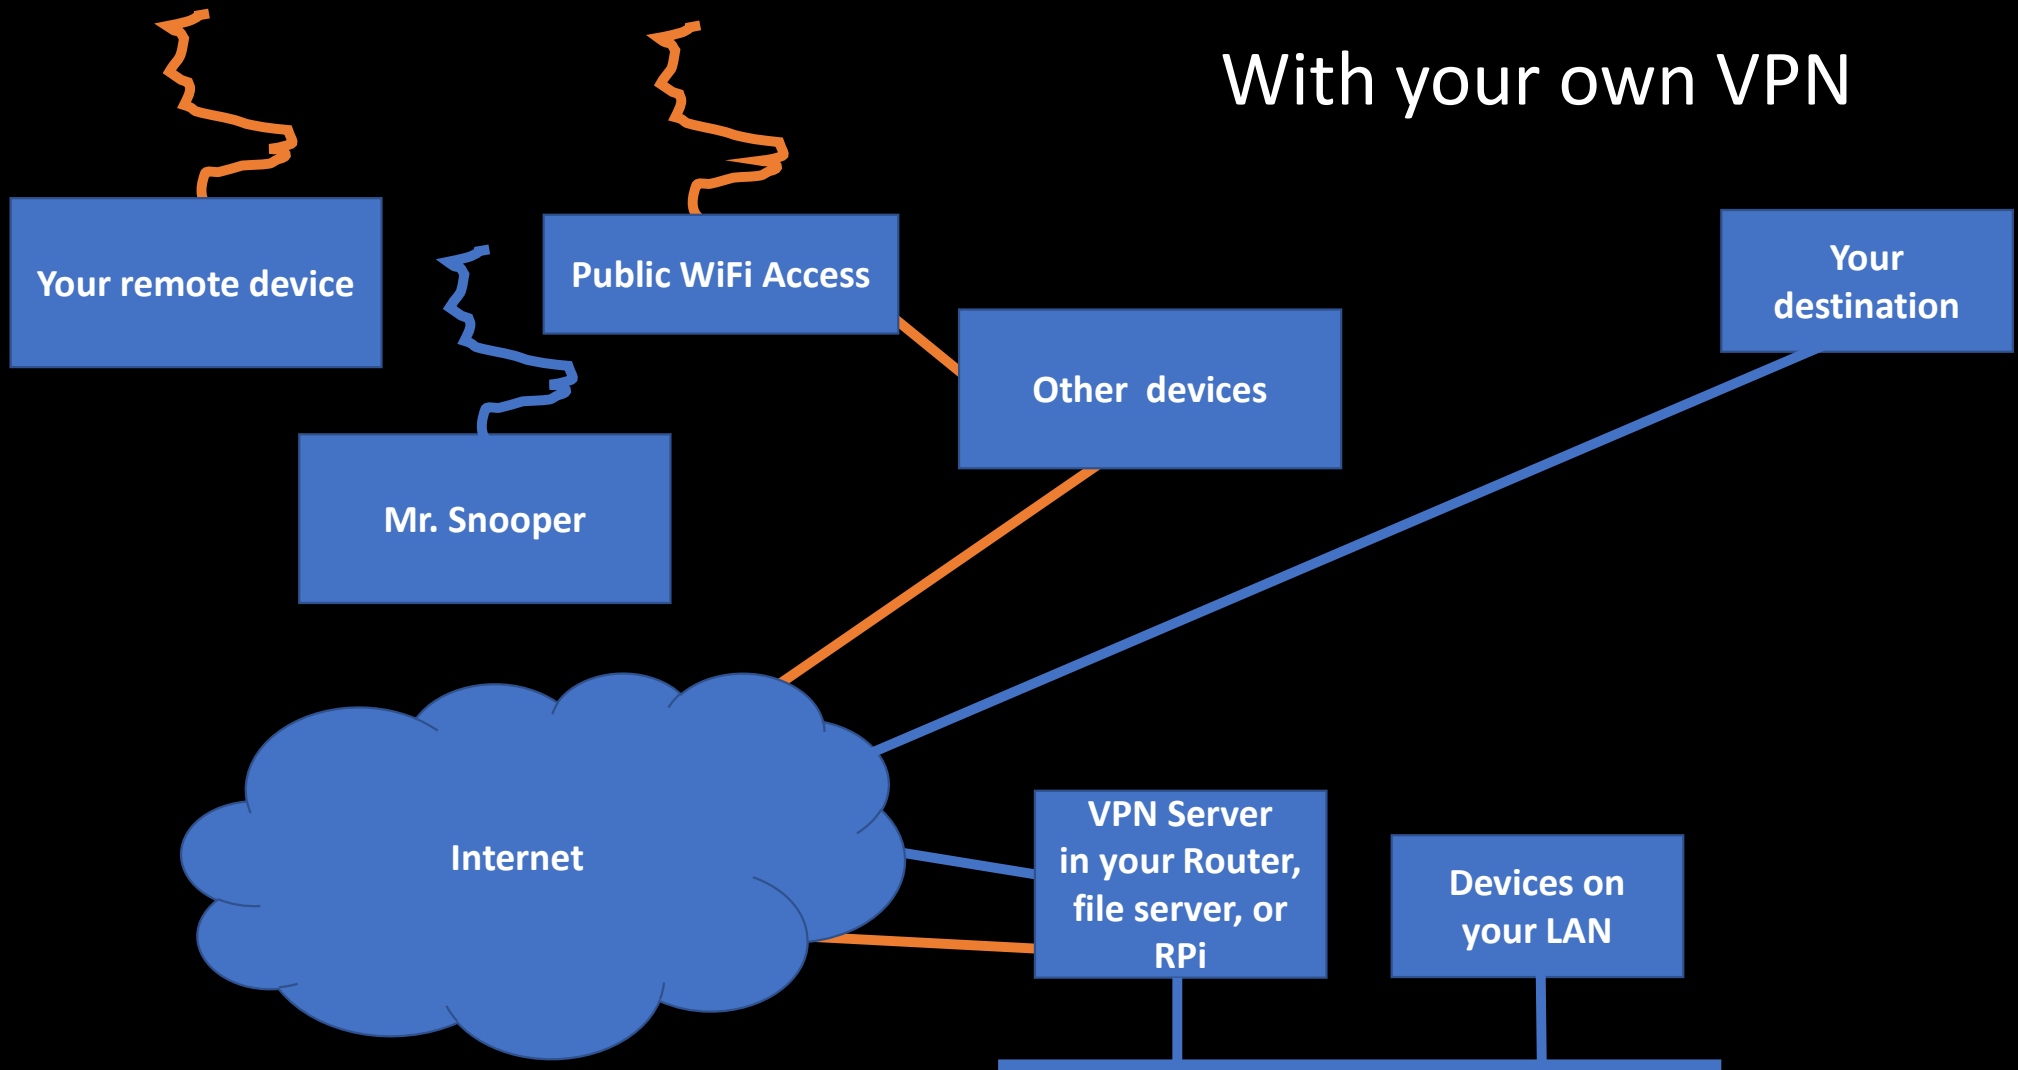 With your own VPN
Your remote device
Public WiFi Access
Your
destination
Other  devices
Mr. Snooper
Internet
VPN Server
in your Router,
file server, or
RPi
Devices on
your LAN